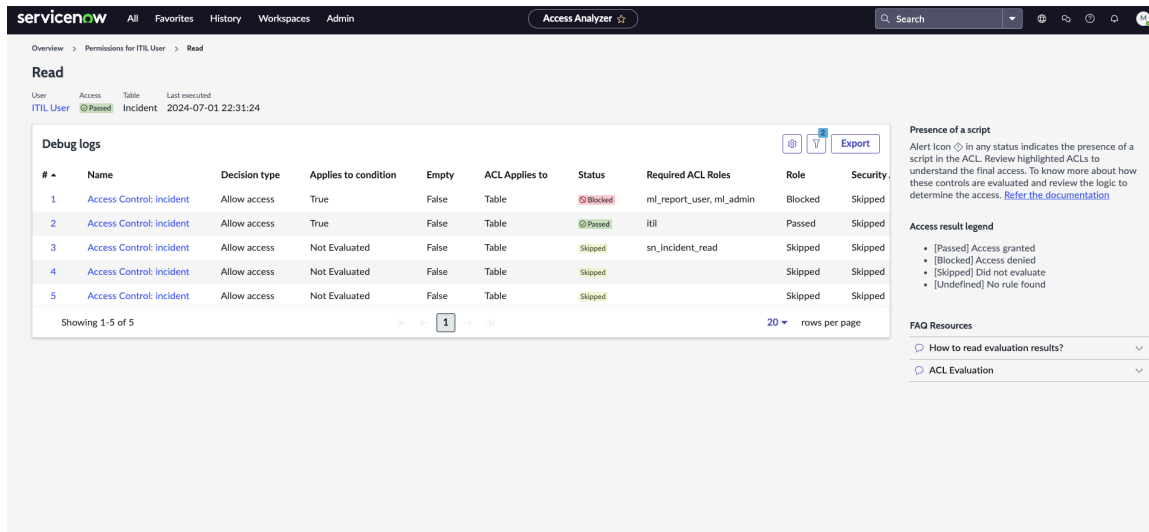 servicenow All Favorites History Workspaces Admin Access Analyzer Search M
Overview > Permissions for ITIL User > Read
Read
User Access Table Last executed
ITIL User Passed Incident 2024-07-01 22:31:24
Debug logs 2 Export
# Name Decision type Applies to condition Empty ACL Applies to Status Required ACL Roles Role Security
1 Access Control: incident Allow access True False Table Blocked ml_report_user, ml_admin Blocked Skipped
2 Access Control: incident Allow access True False Table Passed itil Passed Skipped
3 Access Control: incident Allow access Not Evaluated False Table Skipped sn_incident_read Skipped Skipped
4 Access Control: incident Allow access Not Evaluated False Table Skipped Skipped Skipped
5 Access Control: incident Allow access Not Evaluated False Table Skipped Skipped Skipped
Showing 1-5 of 5 1 20 rows per page
Presence of a script
Alert Icon in any status indicates the presence of a
script in the ACL. Review highlighted ACLs to
understand the final access. To know more about how
these controls are evaluated and review the logic to
determine the access. Refer the documentation
Access result legend
• [Passed] Access granted
• [Blocked] Access denied
• [Skipped] Did not evaluate
• [Undefined] No rule found
FAQ Resources
How to read evaluation results?
ACL Evaluation